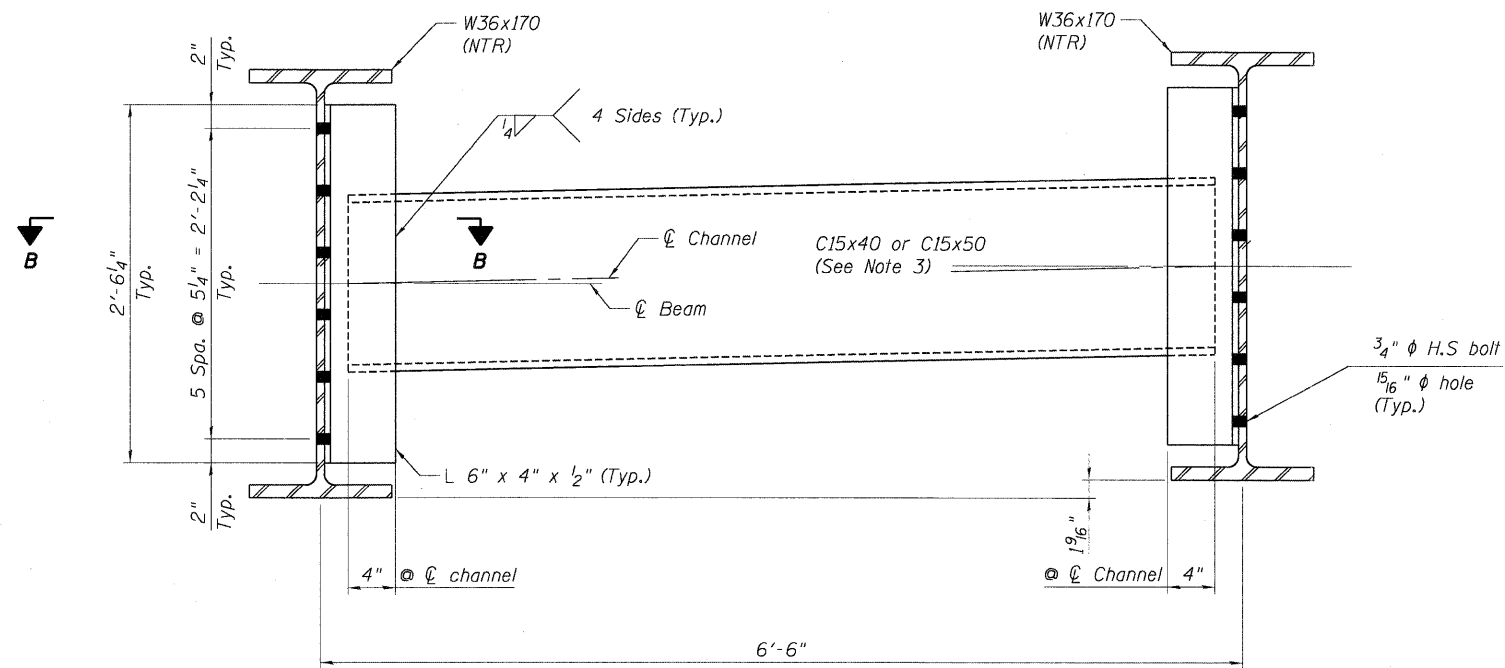 W36x170
(NTR)
W36x170
(NTR)
2"
Typ.
1/4
4 Sides (Typ.)
2'-6 1/4"
Typ.
5 Spa. @ 5 1/4" = 2'-2 1/4"
Typ.
B
B
℄ Channel
℄ Beam
C15x40 or C15x50
(See Note 3)
3/4" ϕ H.S bolt
15/16" ϕ hole
(Typ.)
L 6" x 4" x 1/2" (Typ.)
2"
Typ.
1 9/16"
4" @ ℄ channel
@ ℄ Channel 4"
6'-6"